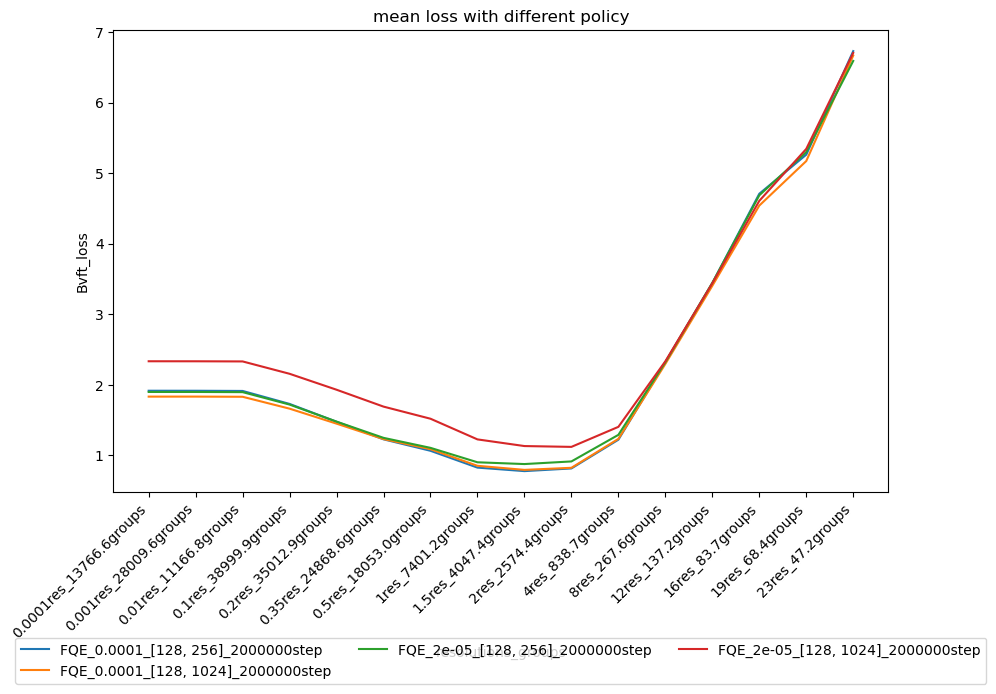 mean loss with different policy
Bvft_loss
7
6
5
4
3
2
1
0.0001res_13766.6groups
0.001res_28009.6groups
0.01res_11166.8groups
0.1res_38999.9groups
0.2res_35012.9groups
0.35res_24868.6groups
0.5res_18053.0groups
1res_7401.2groups
1.5res_4047.4groups
2res_2574.4groups
4res_838.7groups
8res_267.6groups
12res_137.2groups
16res_83.7groups
19res_68.4groups
23res_47.2groups
FQE_0.0001_[128, 256]_2000000step
FQE_0.0001_[128, 1024]_2000000step
FQE_2e-05_[128, 256]_2000000step
FQE_2e-05_[128, 1024]_2000000step